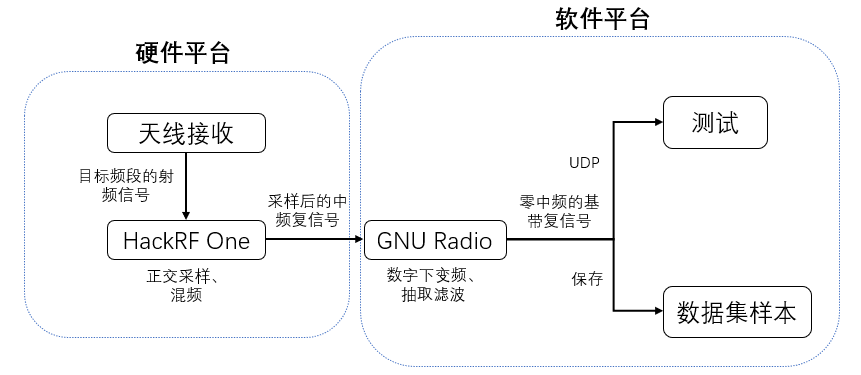 软件平台
硬件平台
天线接收
测试
目标频段的射
频信号
UDP
采样后的中
频复信号
零中频的基
带复信号
HackRF One
GNU Radio
正交采样、
混频
数字下变频、
抽取滤波
保存
数据集样本